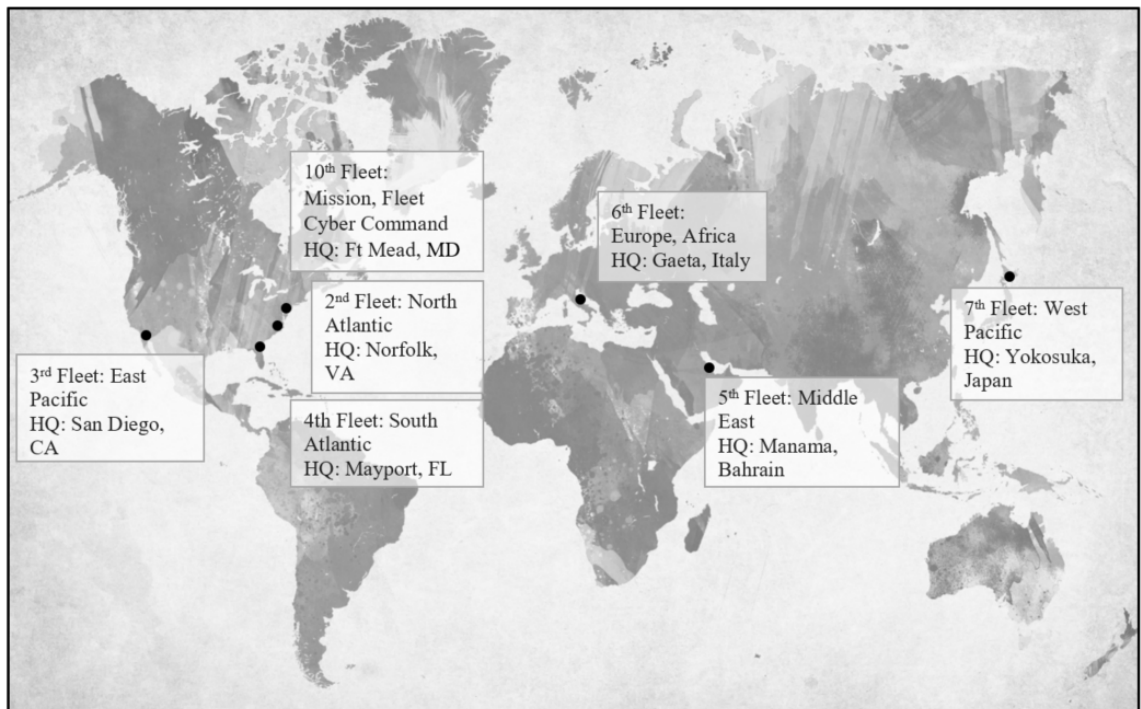 10th Fleet:
Mission, Fleet
Cyber Command
HQ: Ft Mead, MD
6th Fleet:
Europe, Africa
HQ: Gaeta, Italy
2nd Fleet: North
Atlantic
HQ: Norfolk,
VA
7th Fleet: West
Pacific
HQ: Yokosuka,
Japan
3rd Fleet: East
Pacific
HQ: San Diego,
CA
4th Fleet: South
Atlantic
HQ: Mayport, FL
5th Fleet: Middle
East
HQ: Manama,
Bahrain